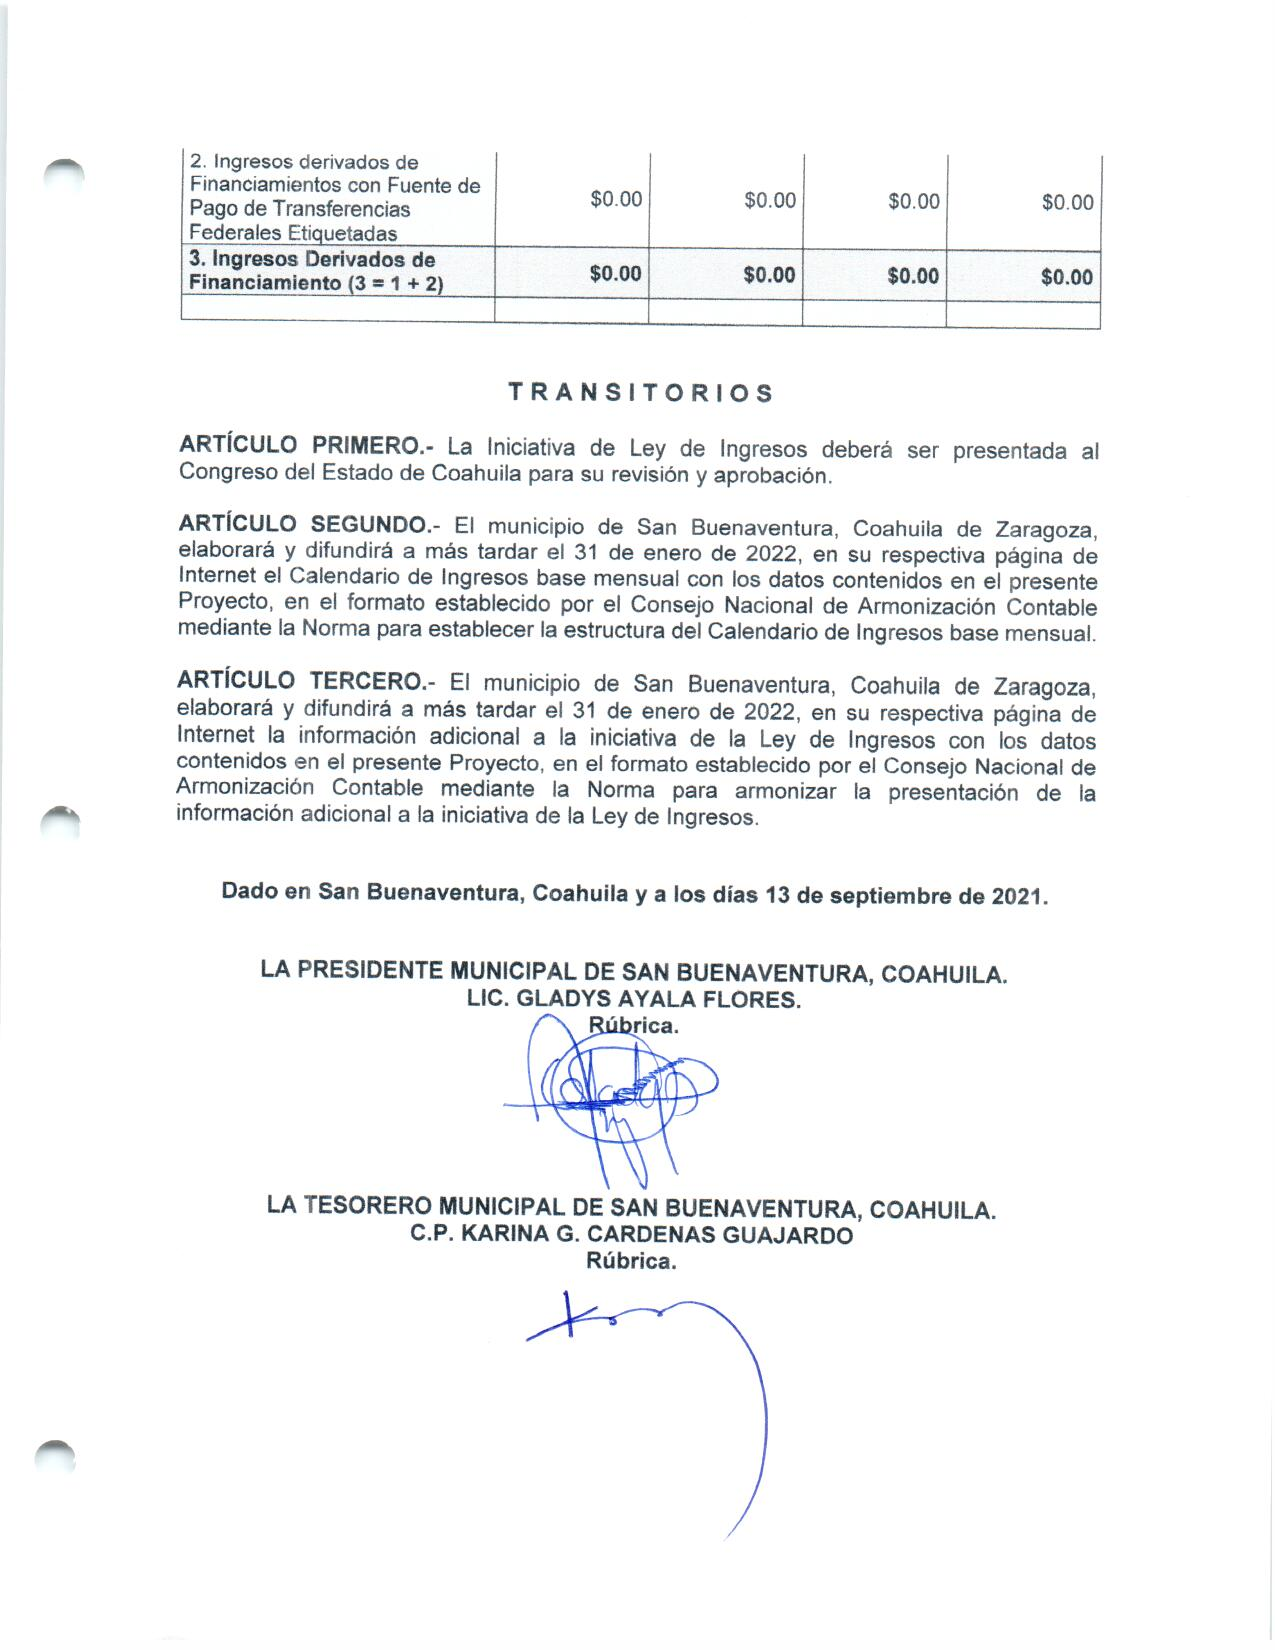 2. Ingresos derivados de
Financiamientos con Fuente de
Pago de Transferencias
Federales Etiquetadas
$0.00 $0.00 $0.00 $0.00
3. Ingresos Derivados de
Financiamiento (3 = 1 + 2)
$0.00 $0.00 $0.00 $0.00
T R A N S I T O R I O S
ARTÍCULO PRIMERO.- La Iniciativa de Ley de Ingresos deberá ser presentada al
Congreso del Estado de Coahuila para su revisión y aprobación.
ARTÍCULO SEGUNDO.- El municipio de San Buenaventura, Coahuila de Zaragoza,
elaborará y difundirá a más tardar el 31 de enero de 2022, en su respectiva página de
Internet el Calendario de Ingresos base mensual con los datos contenidos en el presente
Proyecto, en el formato establecido por el Consejo Nacional de Armonización Contable
mediante la Norma para establecer la estructura del Calendario de Ingresos base mensual.
ARTÍCULO TERCERO.- El municipio de San Buenaventura, Coahuila de Zaragoza,
elaborará y difundirá a más tardar el 31 de enero de 2022, en su respectiva página de
Internet la información adicional a la iniciativa de la Ley de Ingresos con los datos
contenidos en el presente Proyecto, en el formato establecido por el Consejo Nacional de
Armonización Contable mediante la Norma para armonizar la presentación de la
información adicional a la iniciativa de la Ley de Ingresos.
Dado en San Buenaventura, Coahuila y a los días 13 de septiembre de 2021.
LA PRESIDENTE MUNICIPAL DE SAN BUENAVENTURA, COAHUILA.
LIC. GLADYS AYALA FLORES.
Rúbrica.
LA TESORERO MUNICIPAL DE SAN BUENAVENTURA, COAHUILA.
C.P. KARINA G. CARDENAS GUAJARDO
Rúbrica.